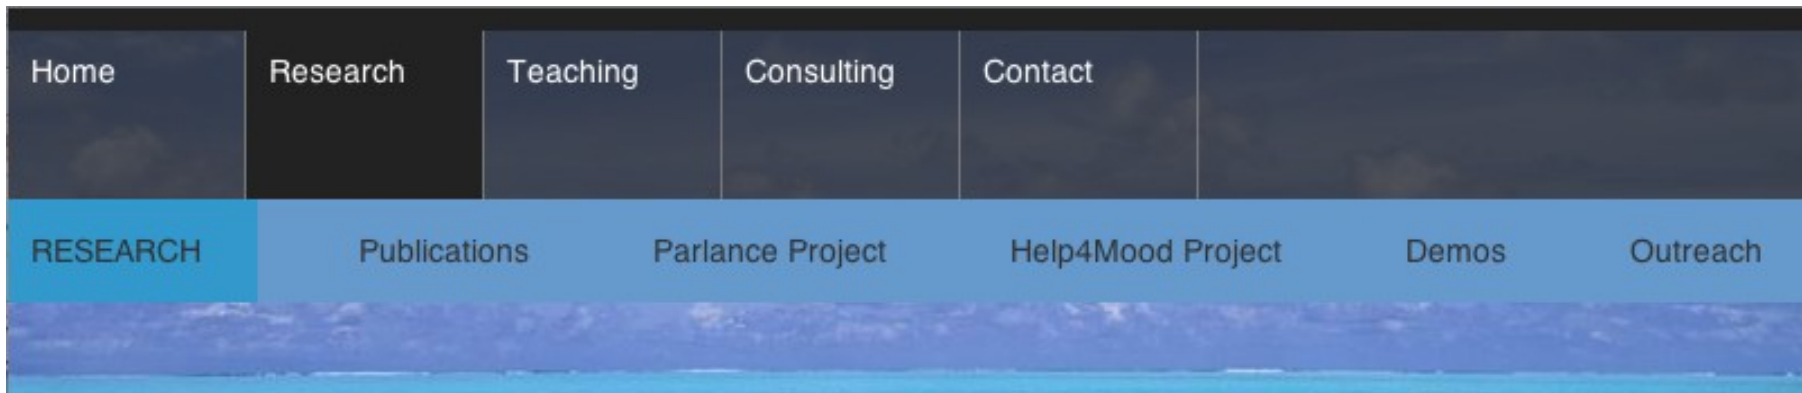 Home Research Teaching Consulting Contact
RESEARCH Publications Parlance Project Help4Mood Project Demos Outreach